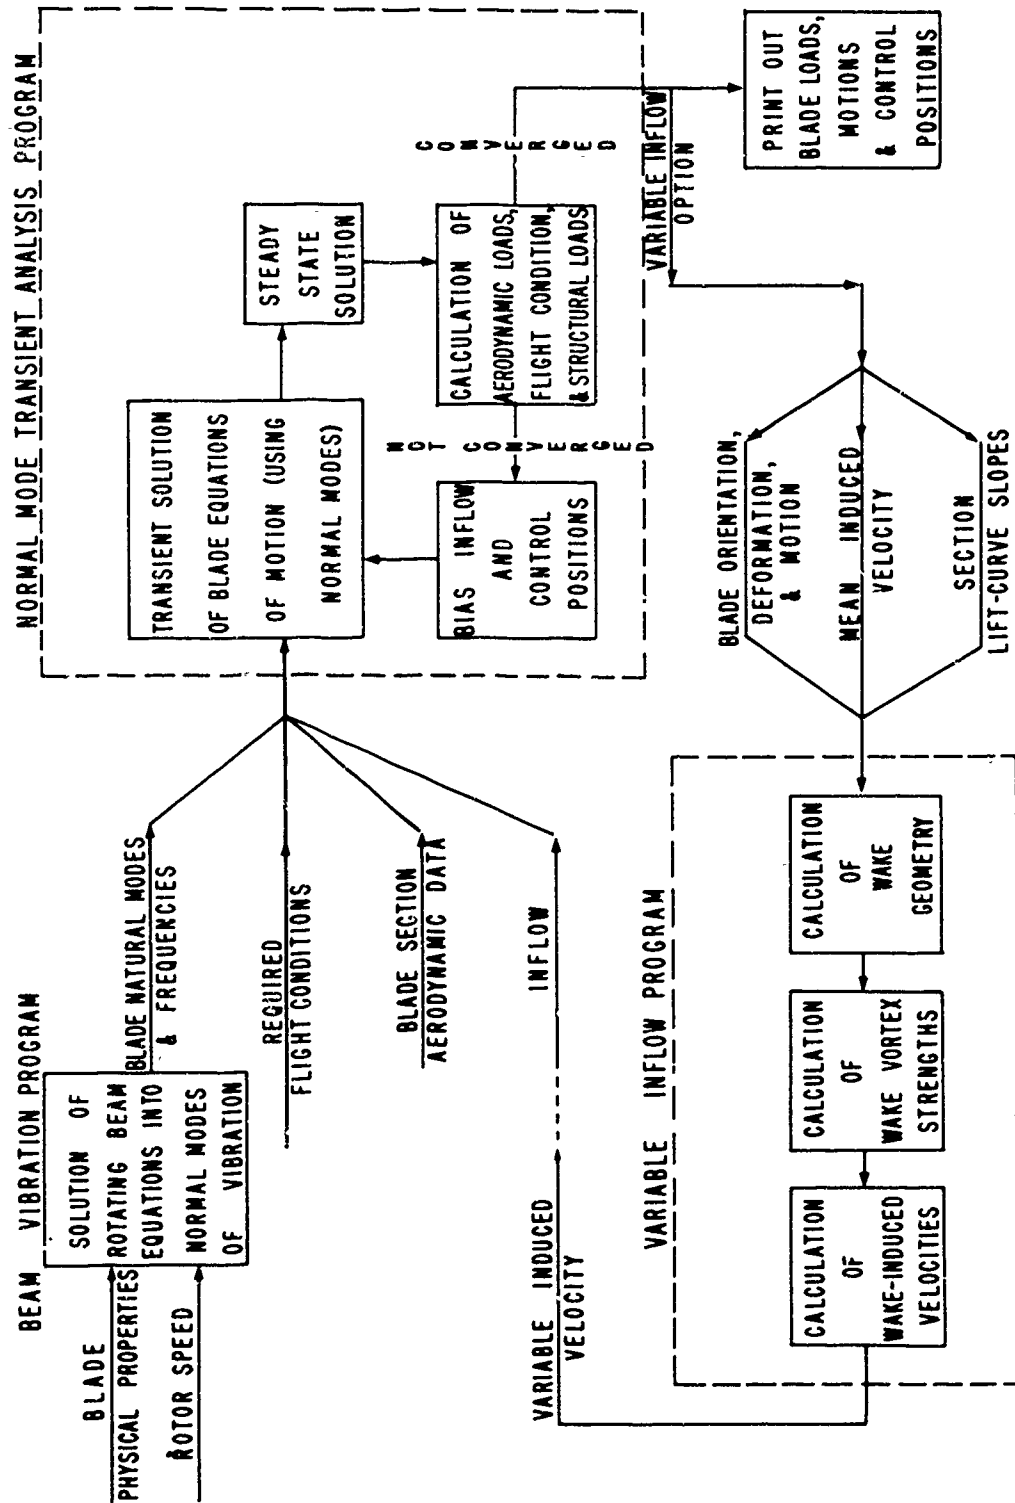 BEAM VIBRATION PROGRAM
BLADE
PHYSICAL PROPERTIES
&ROTOR SPEED
SOLUTION OF
ROTATING BEAM
EQUATIONS INTO
NORMAL MODES
OF VIBRATION
BLADE NATURAL MODES
& FREQUENCIES
REQUIRED
FLIGHT CONDITIONS
BLADE SECTION
AERODYNAMIC DATA
INFLOW
VARIABLE INDUCED
VELOCITY
NORMAL MODE TRANSIENT ANALYSIS PROGRAM
TRANSIENT SOLUTION
OF BLADE EQUATIONS
OF MOTION (USING
NORMAL MODES)
STEADY
STATE
SOLUTION
BIAS INFLOW
AND
CONTROL
POSITIONS
NOT CONVERGED
CALCULATION OF
AERODYNAMIC LOADS,
FLIGHT CONDITION,
& STRUCTURAL LOADS
CONVERGED
VARIABLE INFLOW
OPTION
PRINT OUT
BLADE LOADS,
MOTIONS
& CONTROL
POSITIONS
BLADE ORIENTATION,
DEFORMATION,
& MOTION
MEAN INDUCED
VELOCITY
SECTION
LIFT-CURVE SLOPES
VARIABLE INFLOW PROGRAM
CALCULATION
OF
WAKE-INDUCED
VELOCITIES
CALCULATION
OF
WAKE VORTEX
STRENGTHS
CALCULATION
OF
WAKE
GEOMETRY